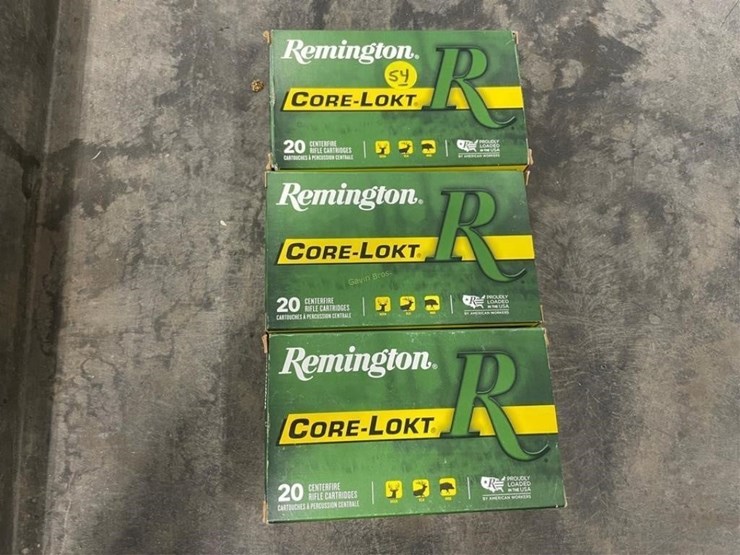 Remington®
54
CORE-LOKT®
R
20 CENTERFIRE
RIFLE CARTRIDGES
CARTOUCHES À PERCUSSION CENTRALE
PROUDLY
LOADED
IN THE USA
BY AMERICAN WORKERS
Remington®
CORE-LOKT®
R
Gavin Bros.
20 CENTERFIRE
RIFLE CARTRIDGES
CARTOUCHES À PERCUSSION CENTRALE
PROUDLY
LOADED
IN THE USA
BY AMERICAN WORKERS
Remington®
CORE-LOKT®
R
20 CENTERFIRE
RIFLE CARTRIDGES
CARTOUCHES À PERCUSSION CENTRALE
R
PROUDLY
LOADED
IN THE USA
BY AMERICAN WORKERS